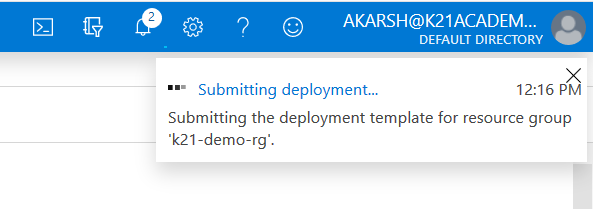 2
AKARSH@K21ACADEM...
DEFAULT DIRECTORY
Submitting deployment...
12:16 PM
Submitting the deployment template for resource group
'k21-demo-rg'.